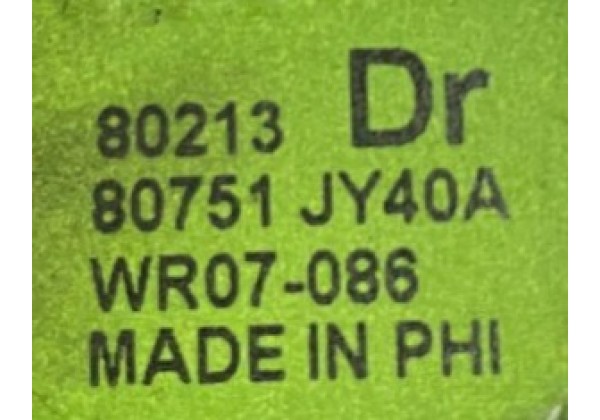 80213 Dr
80751 JY40A
WR07-086
MADE IN PHI